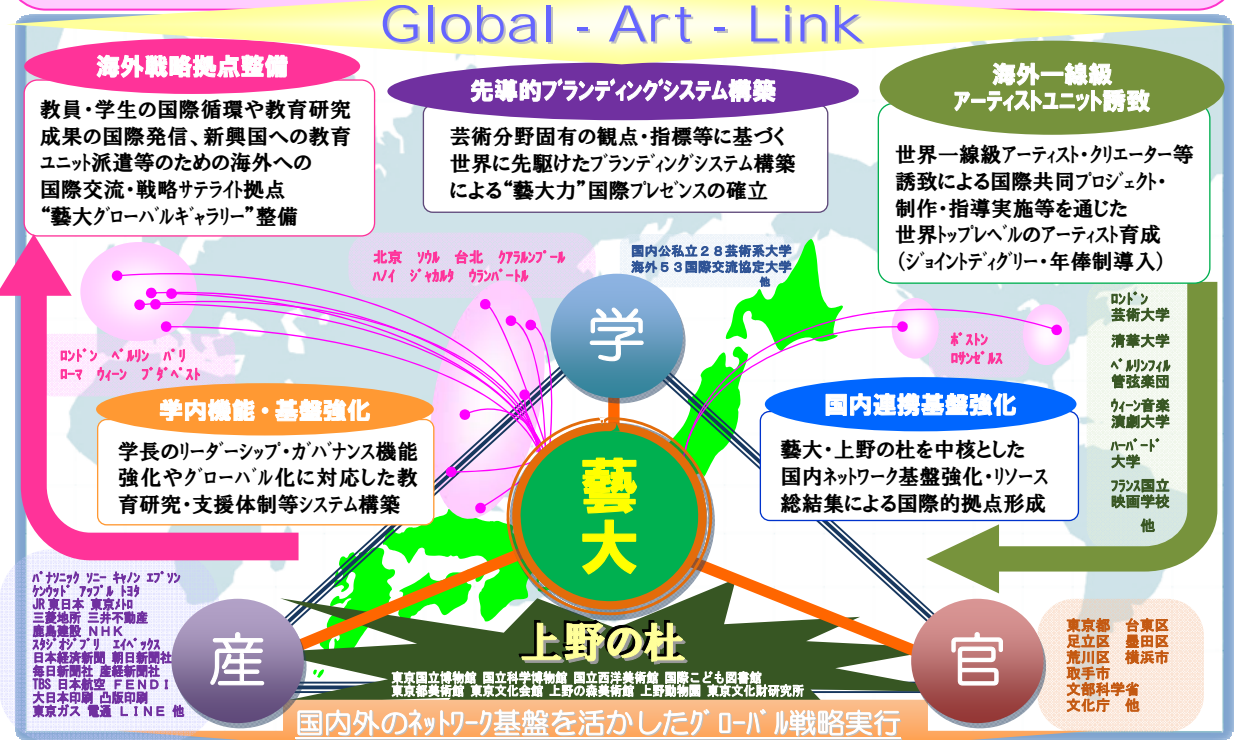 Global - Art - Link
海外戦略拠点整備
教員・学生の国際循環や教育研究
成果の国際発信、新興国への教育
ユニット派遣等のための海外への
国際交流・戦略サテライト拠点
“藝大グローバルギャラリー”整備
先導的ブランディングシステム構築
芸術分野固有の観点・指標等に基づく
世界に先駆けたブランディングシステム構築
による“藝大力”国際プレゼンスの確立
海外一線級
アーティストユニット誘致
世界一線級アーティスト・クリエーター等
誘致による国際共同プロジェクト・
制作・指導実施等を通じた
世界トップレベルのアーティスト育成
(ジョイントディグリー・年俸制導入)
北京 ソウル 台北 クアラルンプール
ハノイ ジャカルタ ウランバートル
国内公私立28芸術系大学
海外53国際交流協定大学
他
学
ロンドン ベルリン パリ
ローマ ウィーン ブダペスト
ボストン
ロサンゼルス
ロンドン
芸術大学
清華大学
ベルリンフィル
管弦楽団
ウィーン音楽
演劇大学
ハーバード
大学
フランス国立
映画学校
他
学内機能・基盤強化
学長のリーダーシップ・ガバナンス機能
強化やグローバル化に対応した教
育研究・支援体制等システム構築
国内連携基盤強化
藝大・上野の杜を中核とした
国内ネットワーク基盤強化・リソース
総結集による国際的拠点形成
藝
大
パナソニック ソニー キヤノン エプソン
ケンウッド アップル トヨタ
JR東日本 東京メトロ
三菱地所 三井不動産
鹿島建設 NHK
スタジオジブリ エイベックス
日本経済新聞 朝日新聞社
毎日新聞社 産経新聞社
TBS 日本航空 FENDI
大日本印刷 凸版印刷
東京ガス 電通 LINE 他
産
上野の杜
東京国立博物館 国立科学博物館 国立西洋美術館 国際こども図書館
東京都美術館 東京文化会館 上野の森美術館 上野動物園 東京文化財研究所
官
東京都 台東区
足立区 墨田区
荒川区 横浜市
取手市
文部科学省
文化庁 他
国内外のネットワーク基盤を活かしたグローバル戦略実行